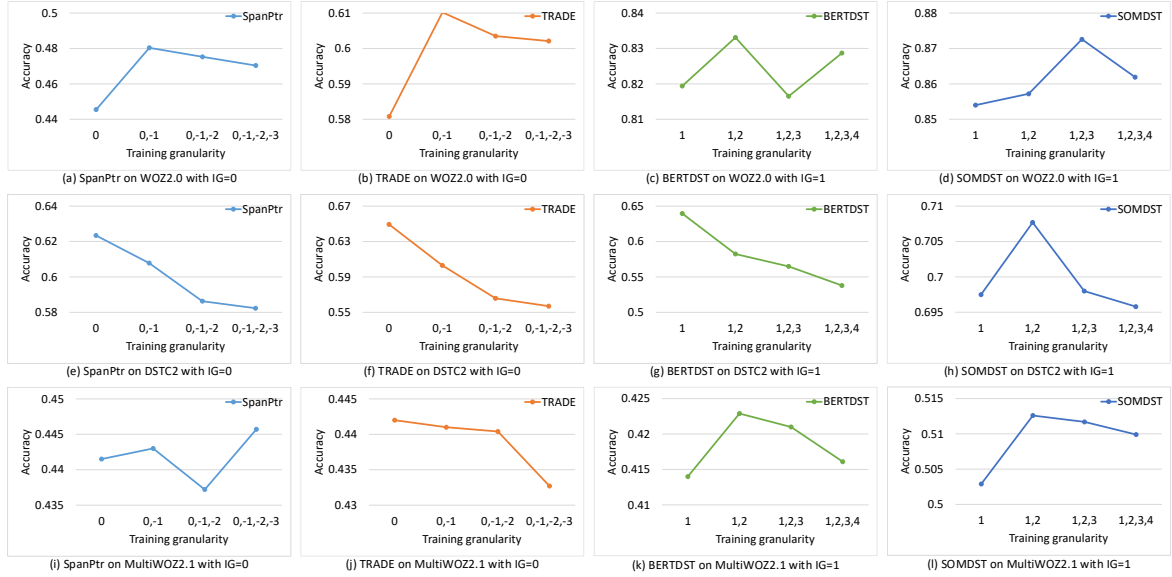 SpanPtr
0.5
0.48
0.46
0.44
Accuracy
0 0,-1 0,-1,-2 0,-1,-2,-3
Training granularity
(a) SpanPtr on WOZ2.0 with IG=0
TRADE
0.61
0.6
0.59
0.58
Accuracy
0 0,-1 0,-1,-2 0,-1,-2,-3
Training granularity
(b) TRADE on WOZ2.0 with IG=0
BERTDST
0.84
0.83
0.82
0.81
Accuracy
1 1,2 1,2,3 1,2,3,4
Training granularity
(c) BERTDST on WOZ2.0 with IG=1
SOMDST
0.88
0.87
0.86
0.85
Accuracy
1 1,2 1,2,3 1,2,3,4
Training granularity
(d) SOMDST on WOZ2.0 with IG=1
SpanPtr
0.64
0.62
0.6
0.58
Accuracy
0 0,-1 0,-1,-2 0,-1,-2,-3
Training granularity
(e) SpanPtr on DSTC2 with IG=0
TRADE
0.67
0.63
0.59
0.55
Accuracy
0 0,-1 0,-1,-2 0,-1,-2,-3
Training granularity
(f) TRADE on DSTC2 with IG=0
BERTDST
0.65
0.6
0.55
0.5
Accuracy
1 1,2 1,2,3 1,2,3,4
Training granularity
(g) BERTDST on DSTC2 with IG=1
SOMDST
0.71
0.705
0.7
0.695
Accuracy
1 1,2 1,2,3 1,2,3,4
Training granularity
(h) SOMDST on DSTC2 with IG=1
SpanPtr
0.45
0.445
0.44
0.435
Accuracy
0 0,-1 0,-1,-2 0,-1,-2,-3
Training granularity
(i) SpanPtr on MultiWOZ2.1 with IG=0
TRADE
0.445
0.44
0.435
0.43
Accuracy
0 0,-1 0,-1,-2 0,-1,-2,-3
Training granularity
(j) TRADE on MultiWOZ2.1 with IG=0
BERTDST
0.425
0.42
0.415
0.41
Accuracy
1 1,2 1,2,3 1,2,3,4
Training granularity
(k) BERTDST on MultiWOZ2.1 with IG=1
SOMDST
0.515
0.51
0.505
0.5
Accuracy
1 1,2 1,2,3 1,2,3,4
Training granularity
(l) SOMDST on MultiWOZ2.1 with IG=1